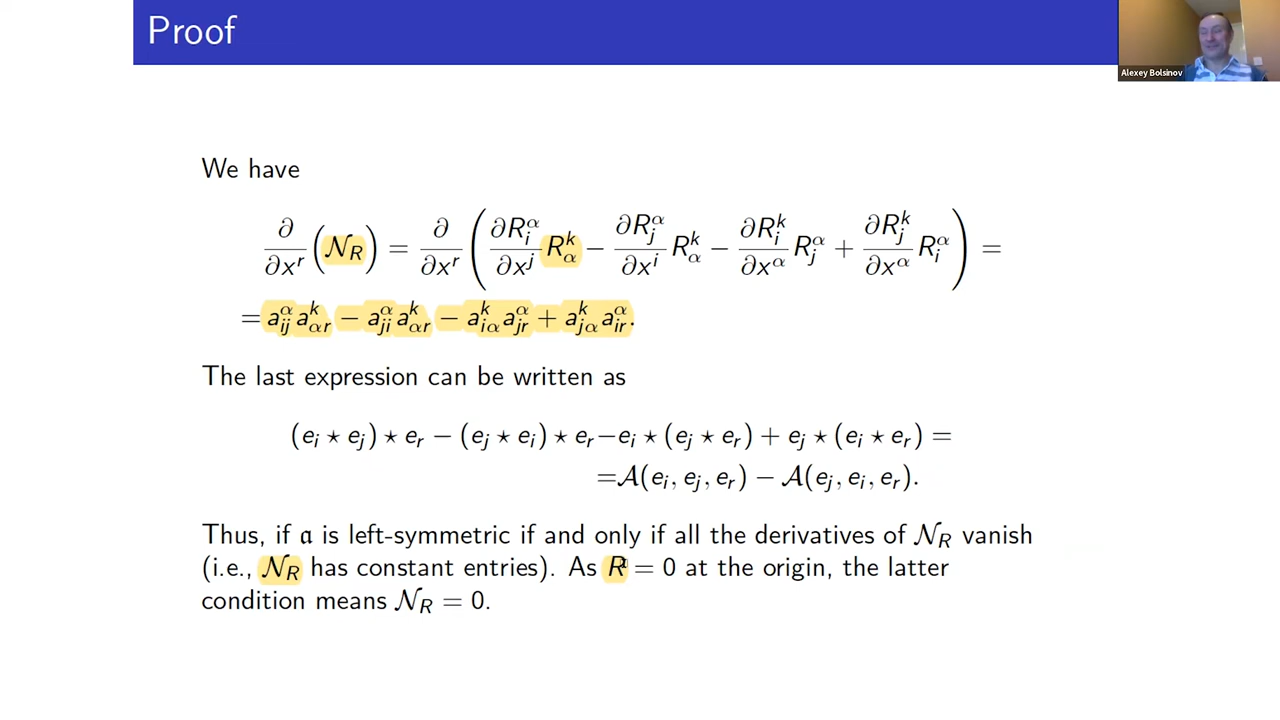 Proof
Alexey Bolsinov
We have
∂/∂xʳ (𝒩_R) = ∂/∂xʳ ( ∂R_i^α/∂x^j R_α^k − ∂R_j^α/∂x^i R_α^k − ∂R_i^k/∂x^α R_j^α + ∂R_j^k/∂x^α R_i^α ) =
= a_{ij}^α a_{αr}^k − a_{ji}^α a_{αr}^k − a_{iα}^k a_{jr}^α + a_{jα}^k a_{ir}^α.
The last expression can be written as
(e_i ⋆ e_j) ⋆ e_r − (e_j ⋆ e_i) ⋆ e_r − e_i ⋆ (e_j ⋆ e_r) + e_j ⋆ (e_i ⋆ e_r) =
= 𝒜(e_i, e_j, e_r) − 𝒜(e_j, e_i, e_r).
Thus, if 𝔞 is left-symmetric if and only if all the derivatives of 𝒩_R vanish
(i.e., 𝒩_R has constant entries). As R = 0 at the origin, the latter
condition means 𝒩_R = 0.